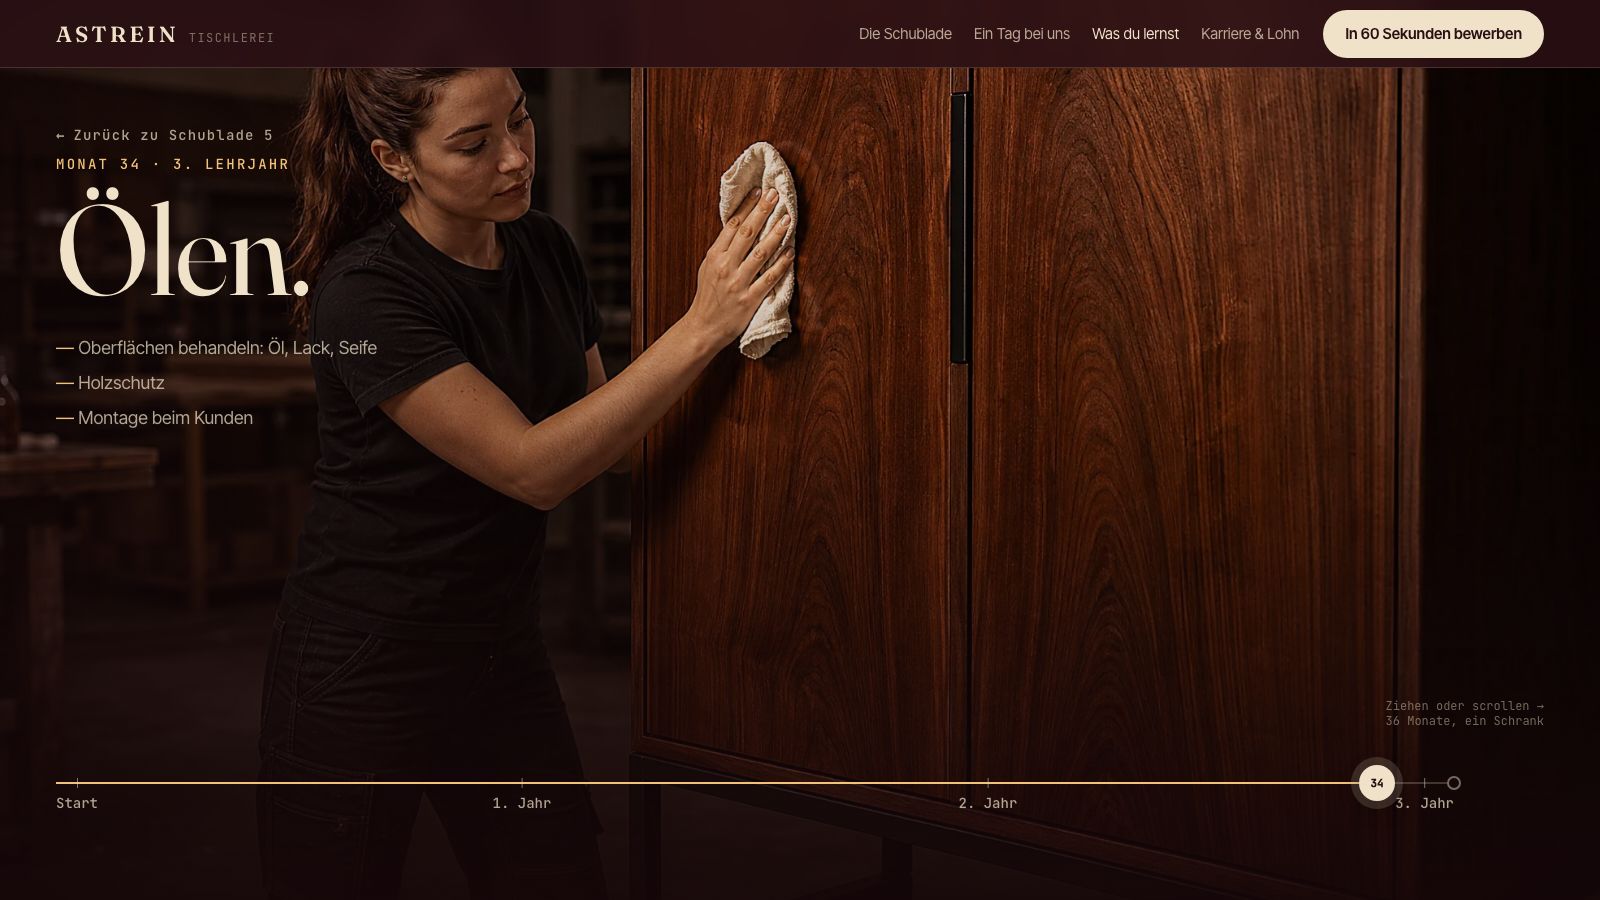 ASTREIN TISCHLEREI
Die Schublade
Ein Tag bei uns
Was du lernst
Karriere & Lohn
In 60 Sekunden bewerben
← Zurück zu Schublade 5
MONAT 34 · 3. LEHRJAHR
Ölen.
— Oberflächen behandeln: Öl, Lack, Seife
— Holzschutz
— Montage beim Kunden
Ziehen oder scrollen →
36 Monate, ein Schrank
34
Start
1. Jahr
2. Jahr
3. Jahr